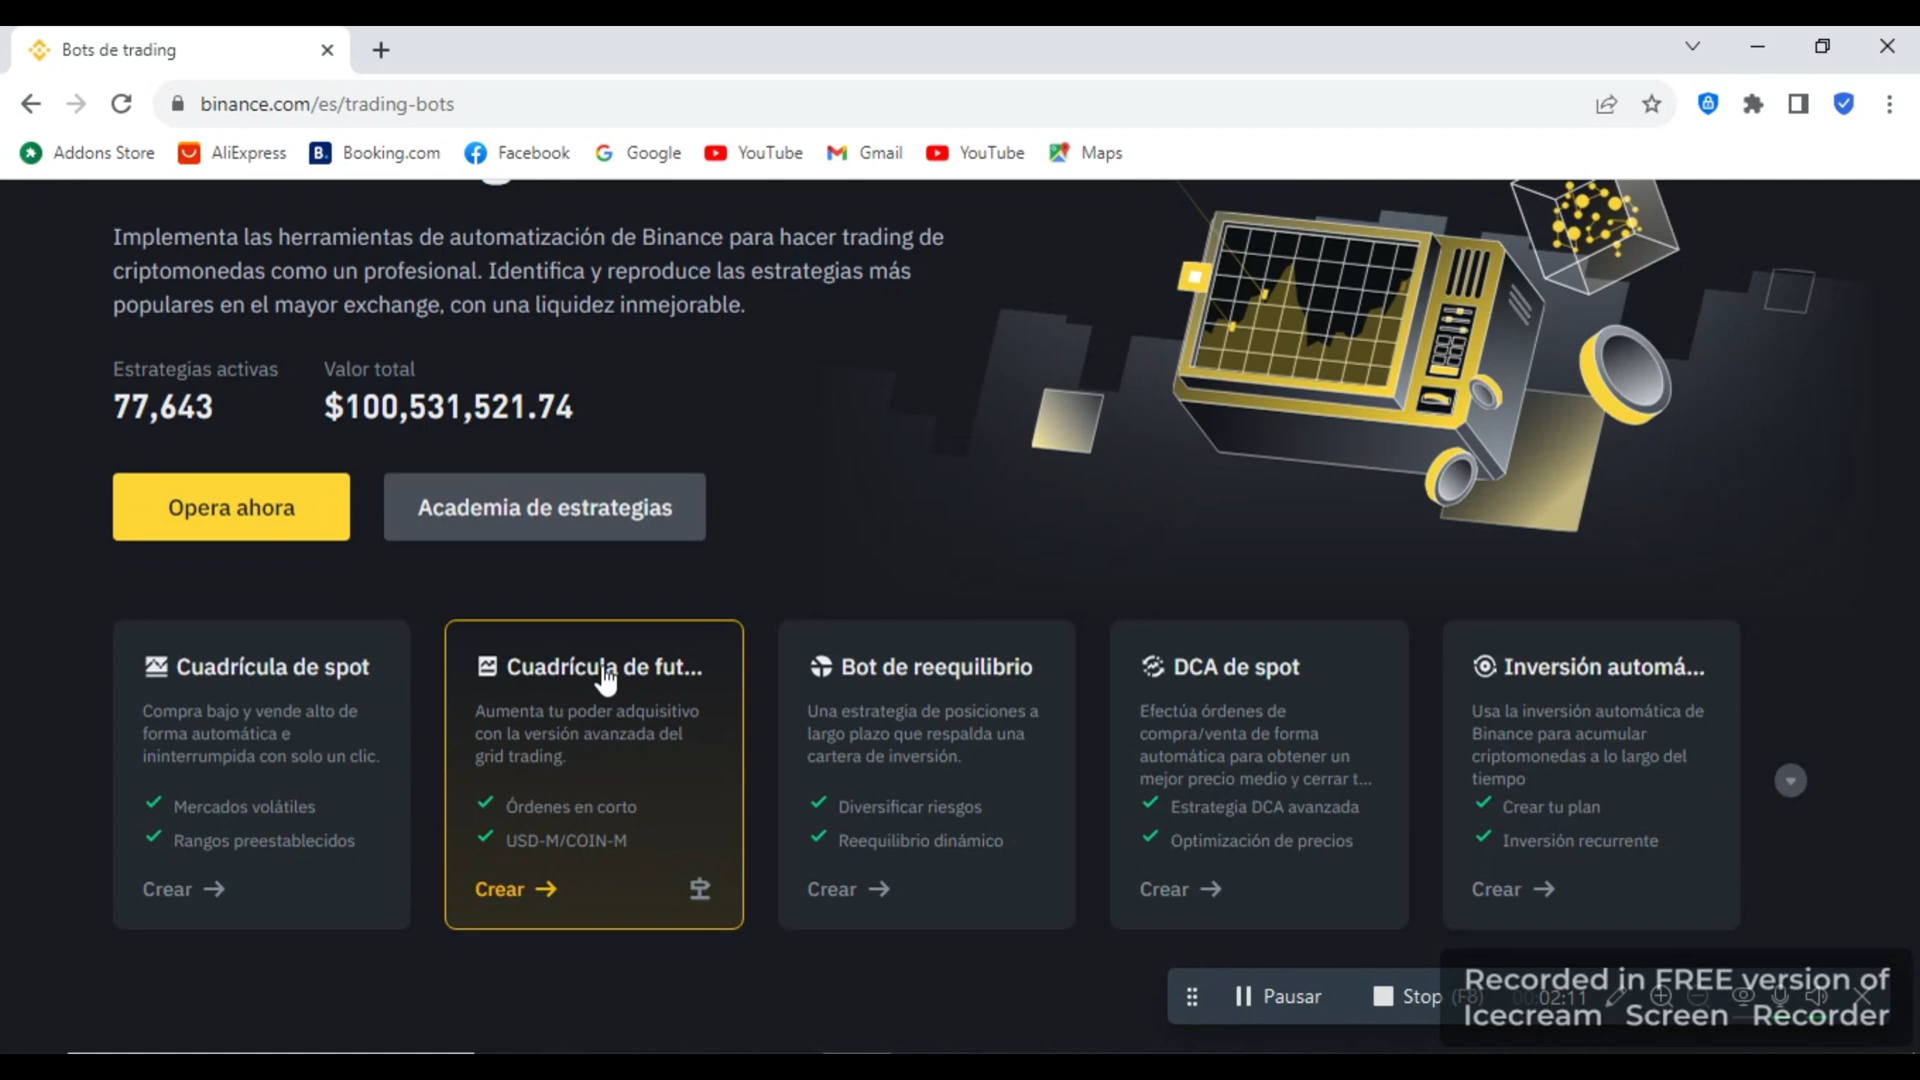 Bots de trading
binance.com/es/trading-bots
Addons Store
AliExpress
B.
Booking.com
Facebook
Google
YouTube
Gmail
YouTube
Maps
Implementa las herramientas de automatización de Binance para hacer trading de
criptomonedas como un profesional. Identifica y reproduce las estrategias más
populares en el mayor exchange, con una liquidez inmejorable.
Estrategias activas
Valor total
77,643
$100,531,521.74
Opera ahora
Academia de estrategias
Cuadrícula de spot
Compra bajo y vende alto de
forma automática e
ininterrumpida con solo un clic.
Mercados volátiles
Rangos preestablecidos
Crear
Cuadrícula de fut...
Aumenta tu poder adquisitivo
con la versión avanzada del
grid trading.
Órdenes en corto
USD-M/COIN-M
Crear
Bot de reequilibrio
Una estrategia de posiciones a
largo plazo que respalda una
cartera de inversión.
Diversificar riesgos
Reequilibrio dinámico
Crear
DCA de spot
Efectúa órdenes de
compra/venta de forma
automática para obtener un
mejor precio medio y cerrar t...
Estrategia DCA avanzada
Optimización de precios
Crear
Inversión automá...
Usa la inversión automática de
Binance para acumular
criptomonedas a lo largo del
tiempo
Crear tu plan
Inversión recurrente
Crear
Pausar
Stop (F8)
Recorded in FREE version of
Icecream Screen Recorder